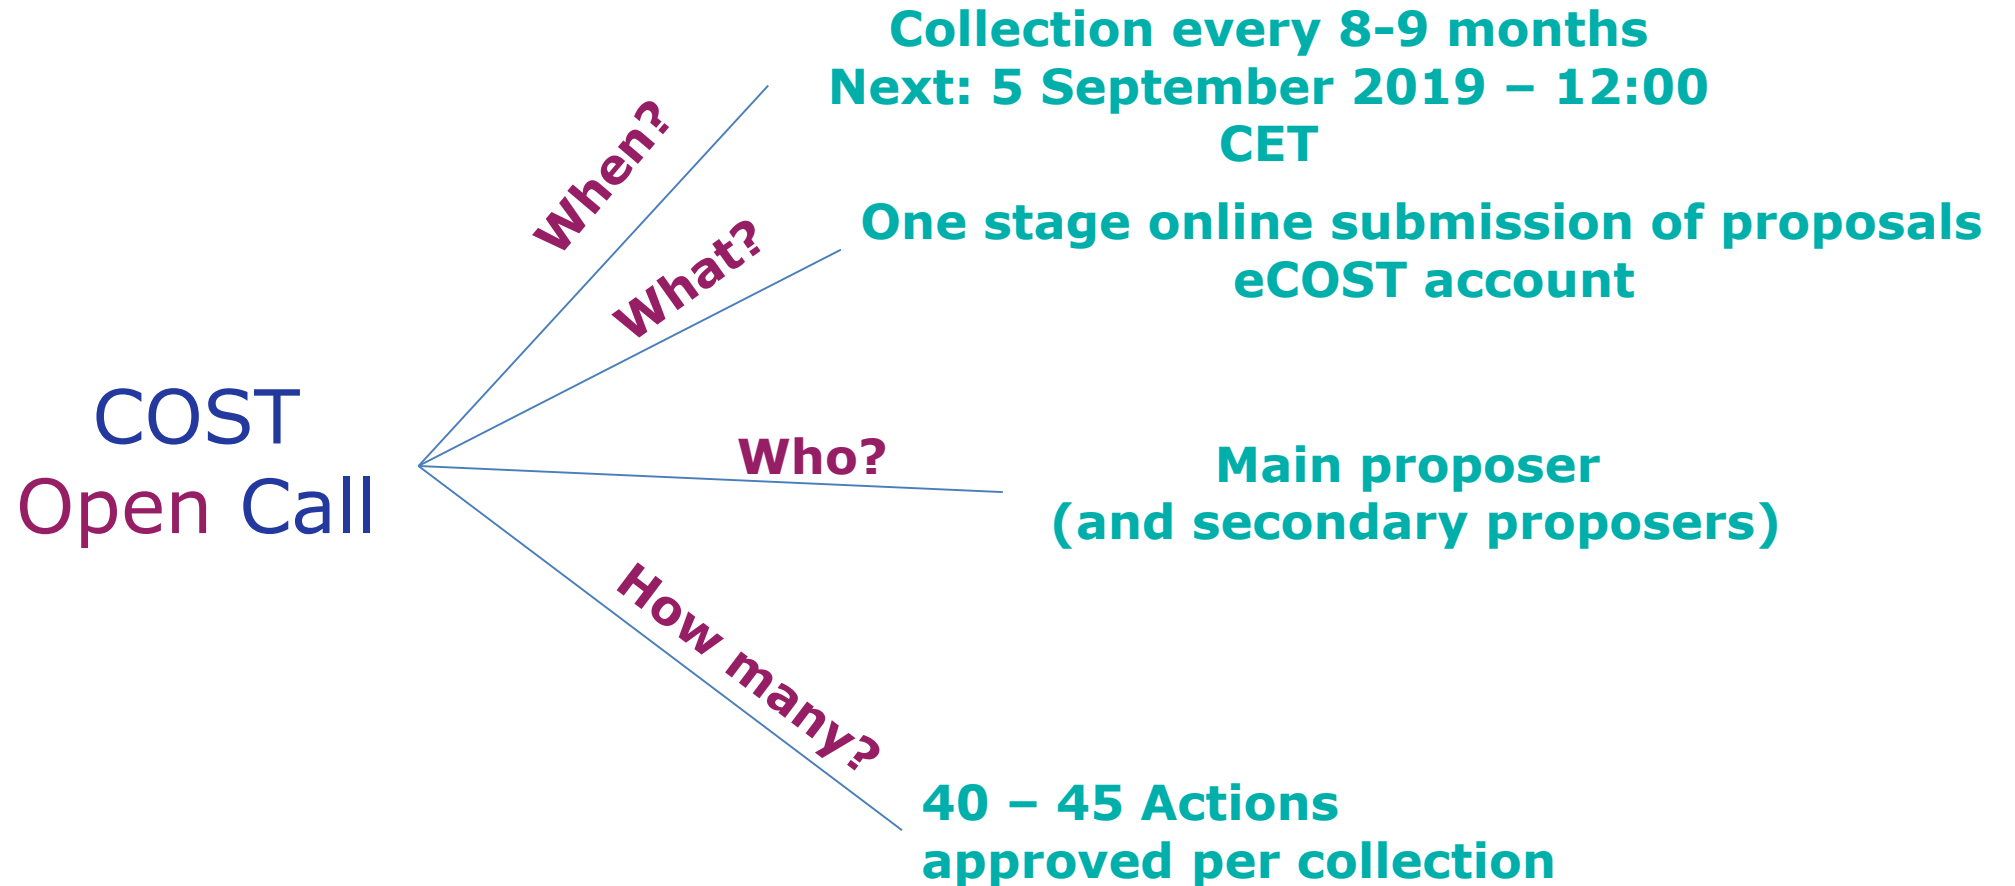 COST
Open Call
When?
Collection every 8-9 months
Next: 5 September 2019 – 12:00
CET
What?
One stage online submission of proposals
eCOST account
Who?
Main proposer
(and secondary proposers)
How many?
40 – 45 Actions
approved per collection